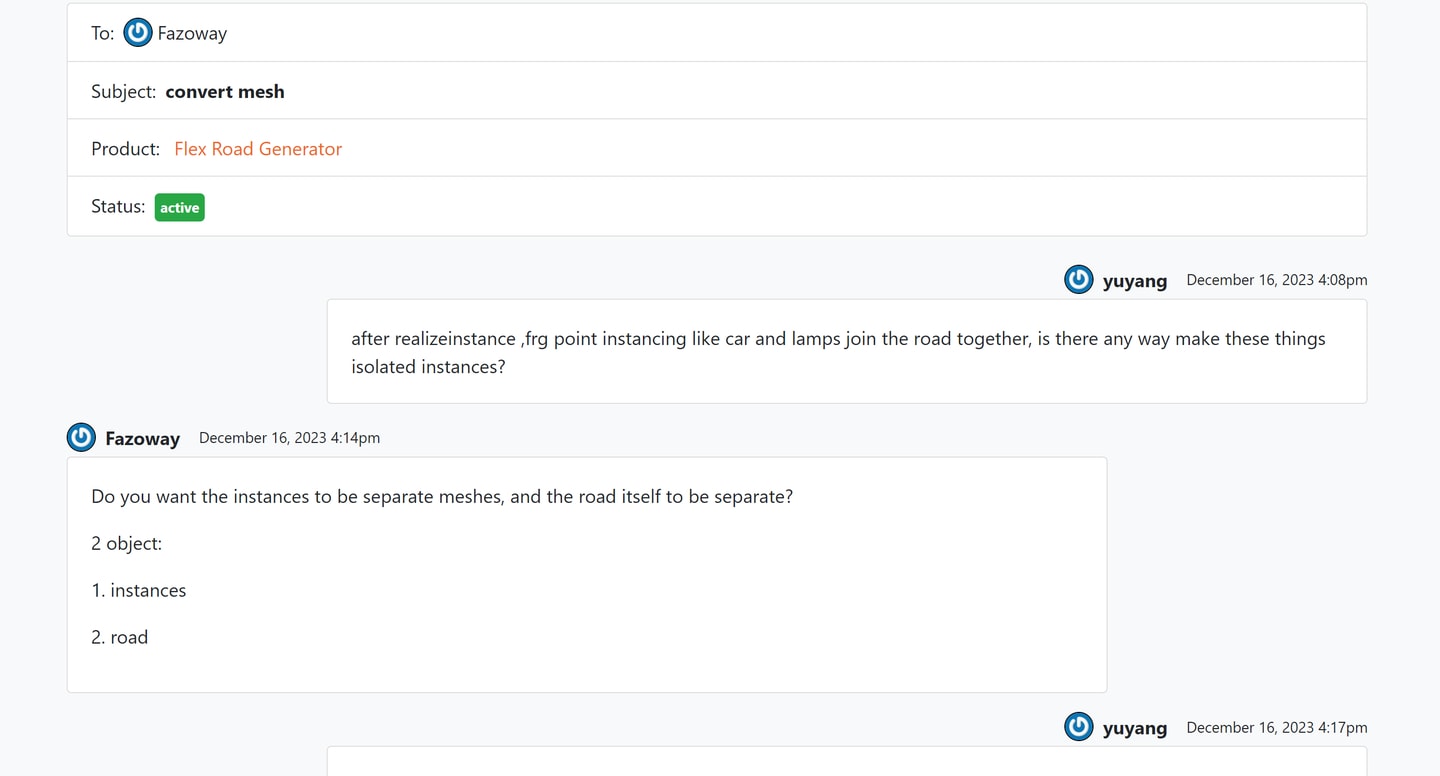 To: Fazoway
Subject: convert mesh
Product: Flex Road Generator
Status: active
yuyang December 16, 2023 4:08pm
after realizeinstance ,frg point instancing like car and lamps join the road together, is there any way make these things
isolated instances?
Fazoway December 16, 2023 4:14pm
Do you want the instances to be separate meshes, and the road itself to be separate?
2 object:
1. instances
2. road
yuyang December 16, 2023 4:17pm